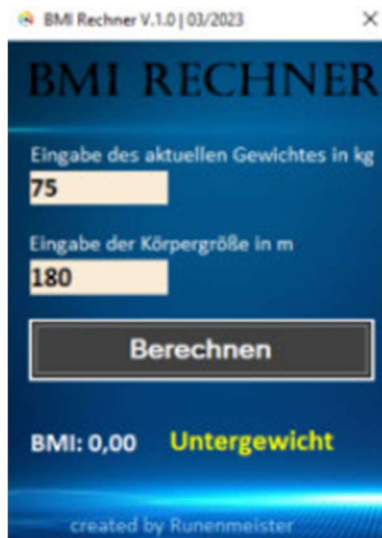 BMI Rechner V.1.0 | 03/2023
BMI RECHNER
Eingabe des aktuellen Gewichtes in kg
75
Eingabe der Körpergröße in m
180
Berechnen
BMI: 0,00 Untergewicht
created by Runenmeister